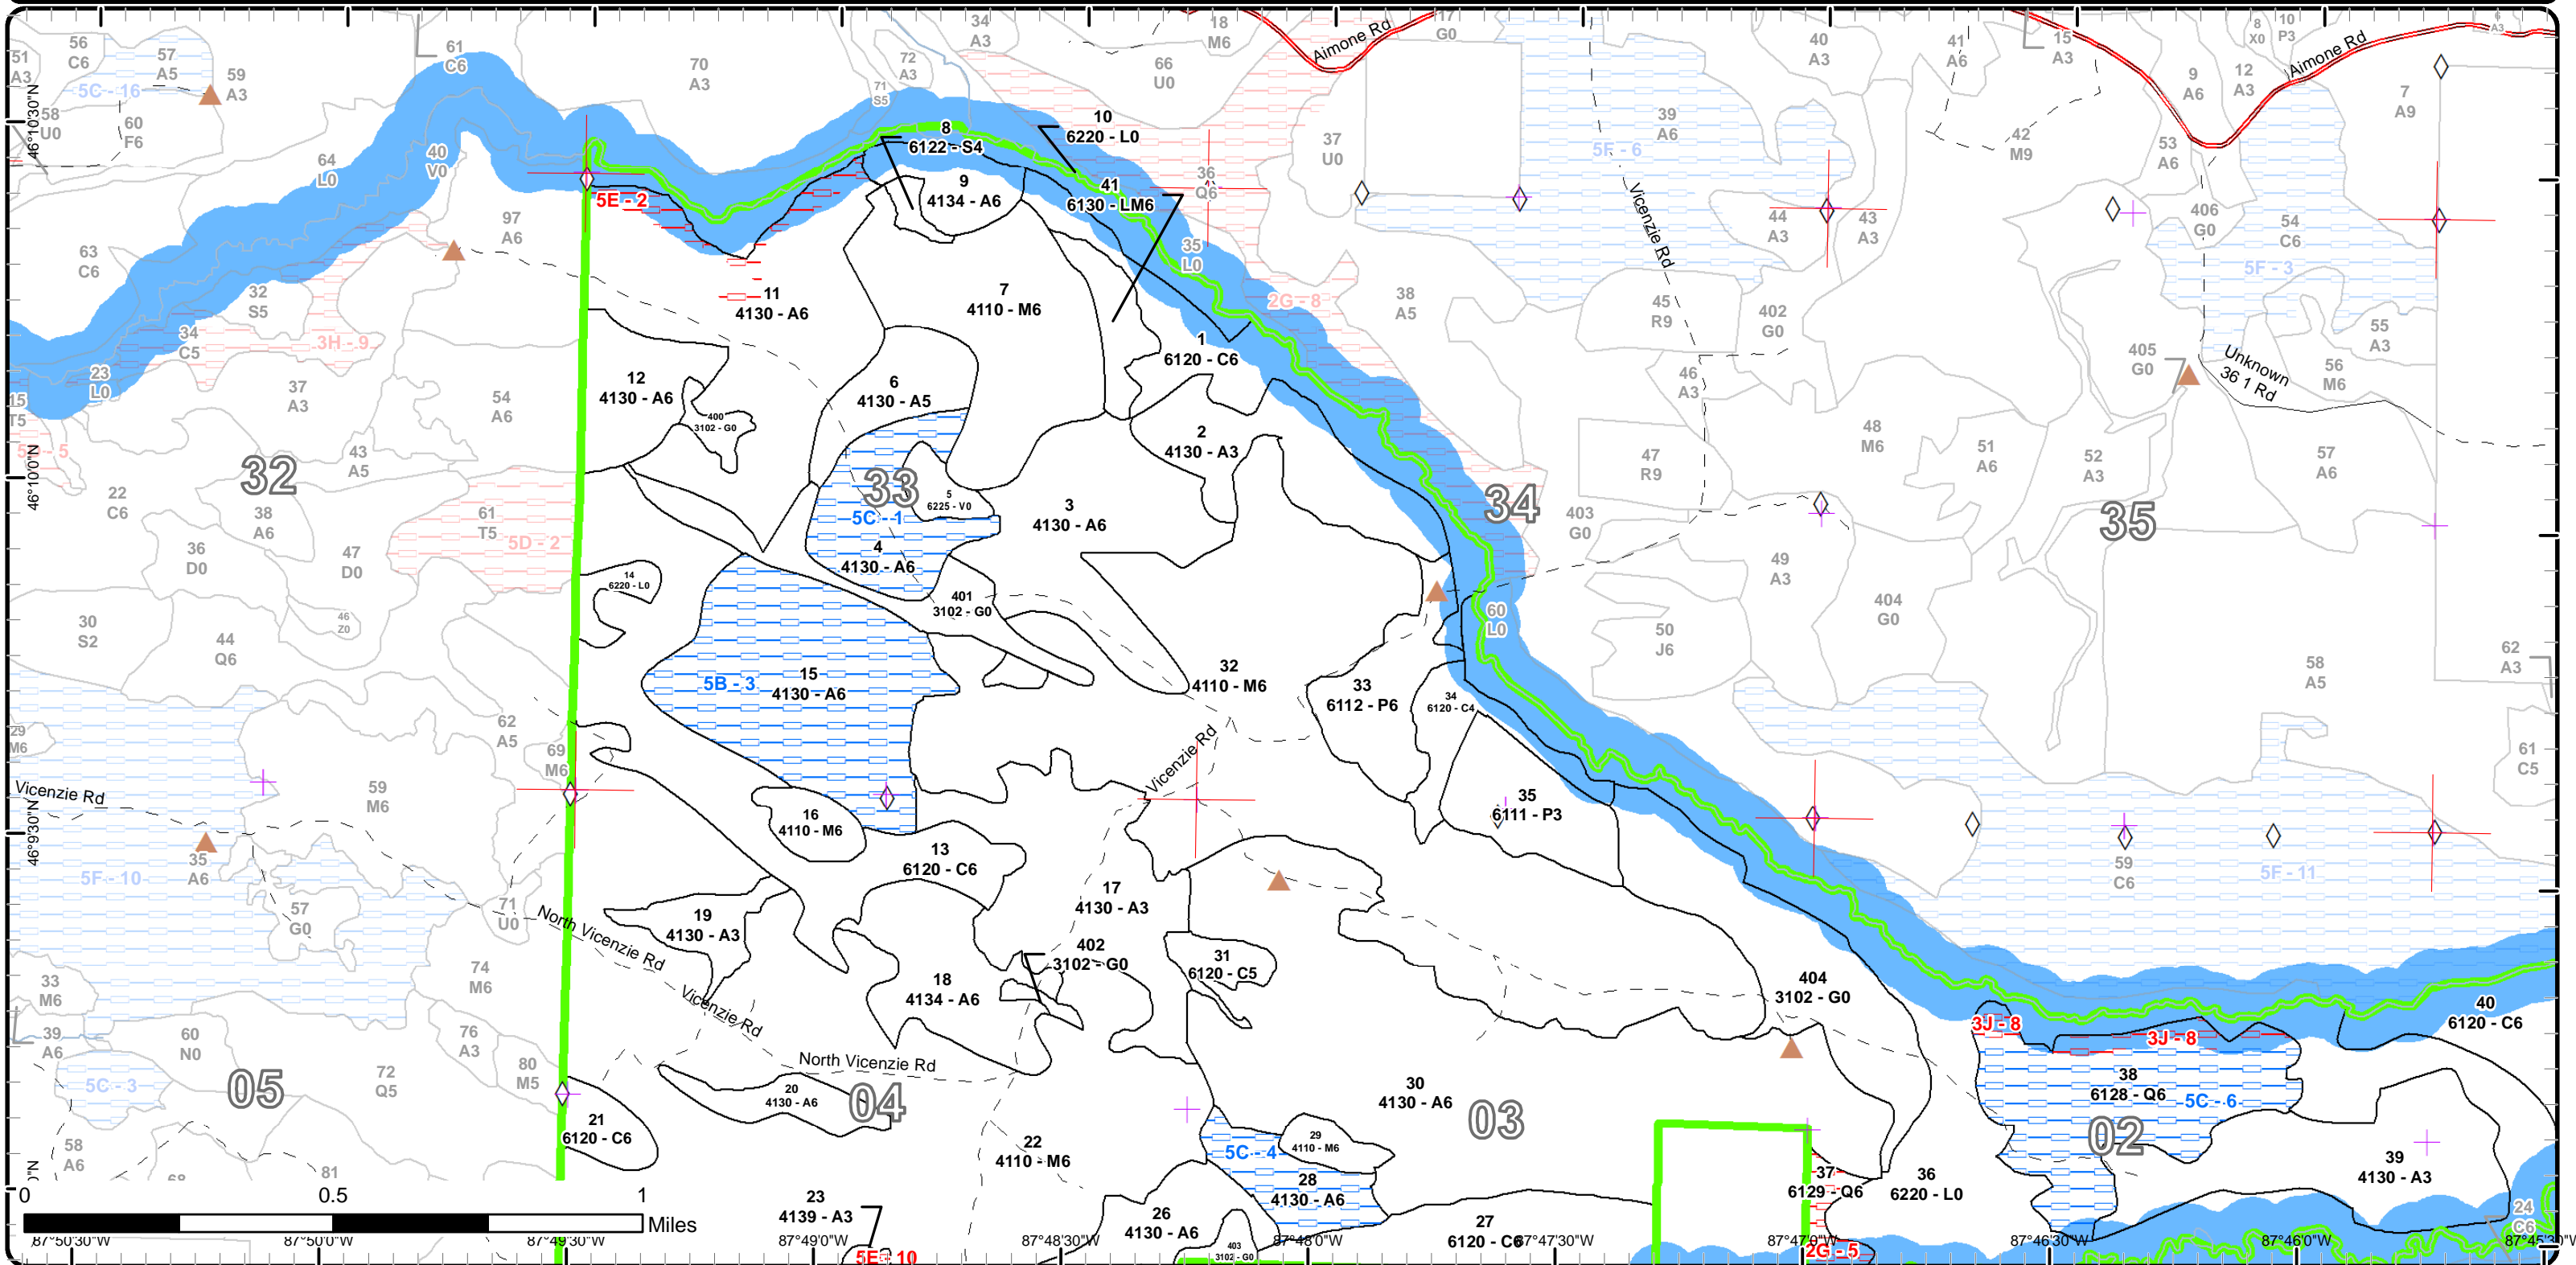 51
A3
56
C6
57
A5
5C - 16
59
A3
58
U0
60
F6
61
C6
70
A3
72
A3
71
S5
34
A3
18
M6
66
U0
Aimone Rd
17
G0
40
A3
41
A6
15
A3
8
X0
10
P3
6
A3
Aimone Rd
9
A6
12
A3
7
A9
46°10'30"N
64
L0
40
V0
8
6122 - S4
10
6220 - L0
37
U0
39
A6
5F - 6
42
M9
53
A6
5E - 2
97
A6
9
4134 - A6
41
6130 - LM6
36
Q6
Vicenzie Rd
44
A3
43
A3
406
G0
54
C6
5F - 3
63
C6
32
S5
35
L0
11
4130 - A6
7
4110 - M6
2G - 8
38
A5
45
R9
402
G0
34
C5
3H - 9
1
6120 - C6
55
A3
405
G0
Unknown
36 1 Rd
56
M6
23
L0
15
T5
37
A3
54
A6
12
4130 - A6
6
4130 - A5
46
A3
400
3102 - G0
2
4130 - A3
48
M6
51
A6
52
A3
57
A6
43
A5
47
R9
46°10'0"N
32
33
34
35
22
C6
38
A6
61
T5
5D - 2
5
6225 - V0
5C - 1
3
4130 - A6
403
G0
36
D0
47
D0
4
4130 - A6
49
A3
14
6220 - L0
401
3102 - G0
404
G0
30
S2
44
Q6
46
Z0
60
L0
50
J6
62
A3
58
A5
5B - 3
15
4130 - A6
32
4110 - M6
33
6112 - P6
34
6120 - C4
29
M6
62
A5
69
M6
Vicenzie Rd
61
C5
Vicenzie Rd
59
M6
16
4110 - M6
35
6111 - P3
46°9'30"N
35
A6
5F - 10
13
6120 - C6
59
C6
5F - 11
57
G0
71
U0
North Vicenzie Rd
19
4130 - A3
17
4130 - A3
402
3102 - G0
31
6120 - C5
33
M6
74
M6
18
4134 - A6
404
3102 - G0
40
6120 - C6
Vicenzie Rd
3J - 8
3J - 8
39
A6
60
N0
76
A3
80
M5
North Vicenzie Rd
5C - 3
05
72
Q5
20
4130 - A6
04
30
4130 - A6
03
38
6128 - Q6
5C - 6
02
21
6120 - C6
22
4110 - M6
5C - 4
29
4110 - M6
58
A6
81
28
4130 - A6
37
6129 - Q6
36
6220 - L0
39
4130 - A3
0
0.5
1
Miles
23
4139 - A3
26
4130 - A6
27
6120 - C6
24
C6
5E - 10
403
3102 - G0
2G - 5
87°50'30"W
87°50'0"W
87°49'30"W
87°49'0"W
87°48'30"W
87°48'0"W
87°47'30"W
87°47'0"W
87°46'30"W
87°46'0"W
87°45'30"W